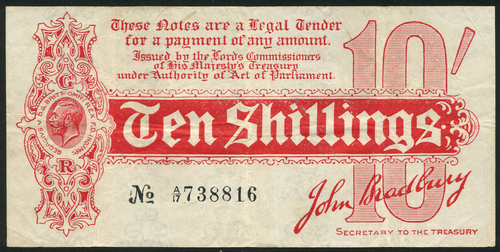 These Notes are a Legal Tender
for a payment of any amount.
Issued by the Lords Commissioners
of His Majesty's Treasury
under Authority of Act of Parliament.
10/-
G
R
Ten Shillings
No A/17 738816
John Bradbury
SECRETARY TO THE TREASURY